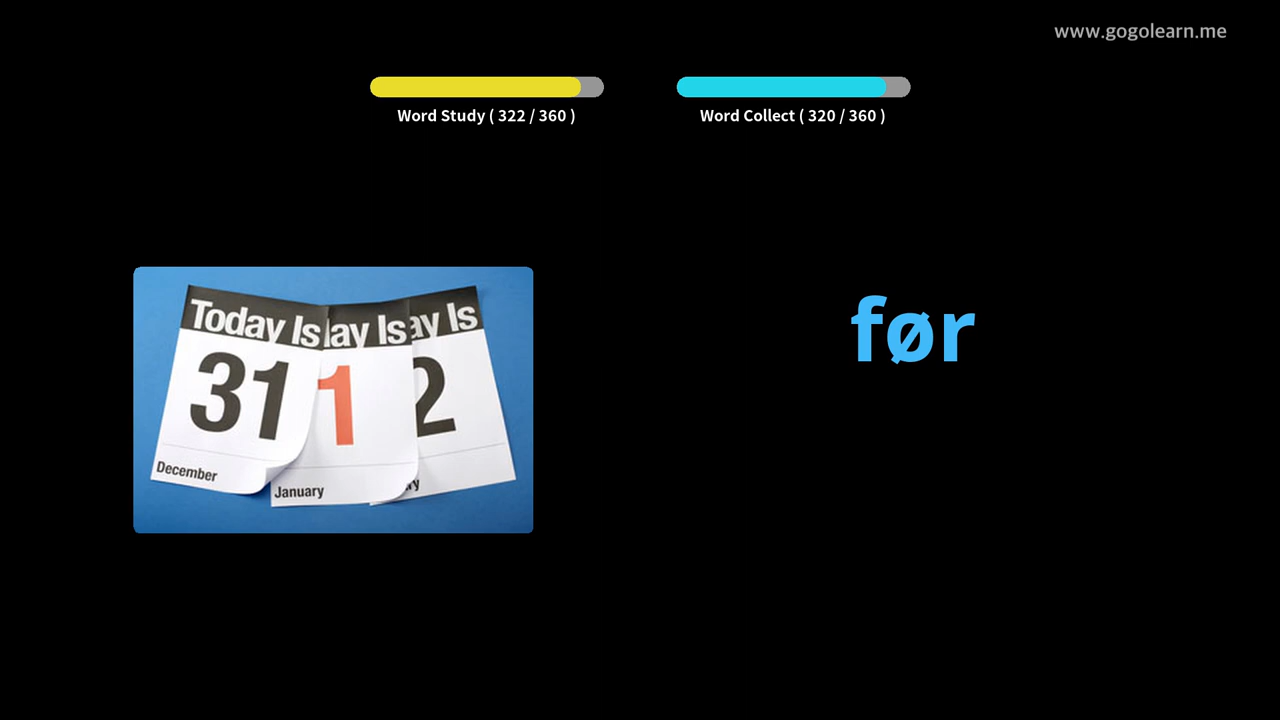 www.gogolearn.me
Word Study ( 322 / 360 )
Word Collect ( 320 / 360 )
før
Today Is
31
December
ay Is
1
January
ay Is
2